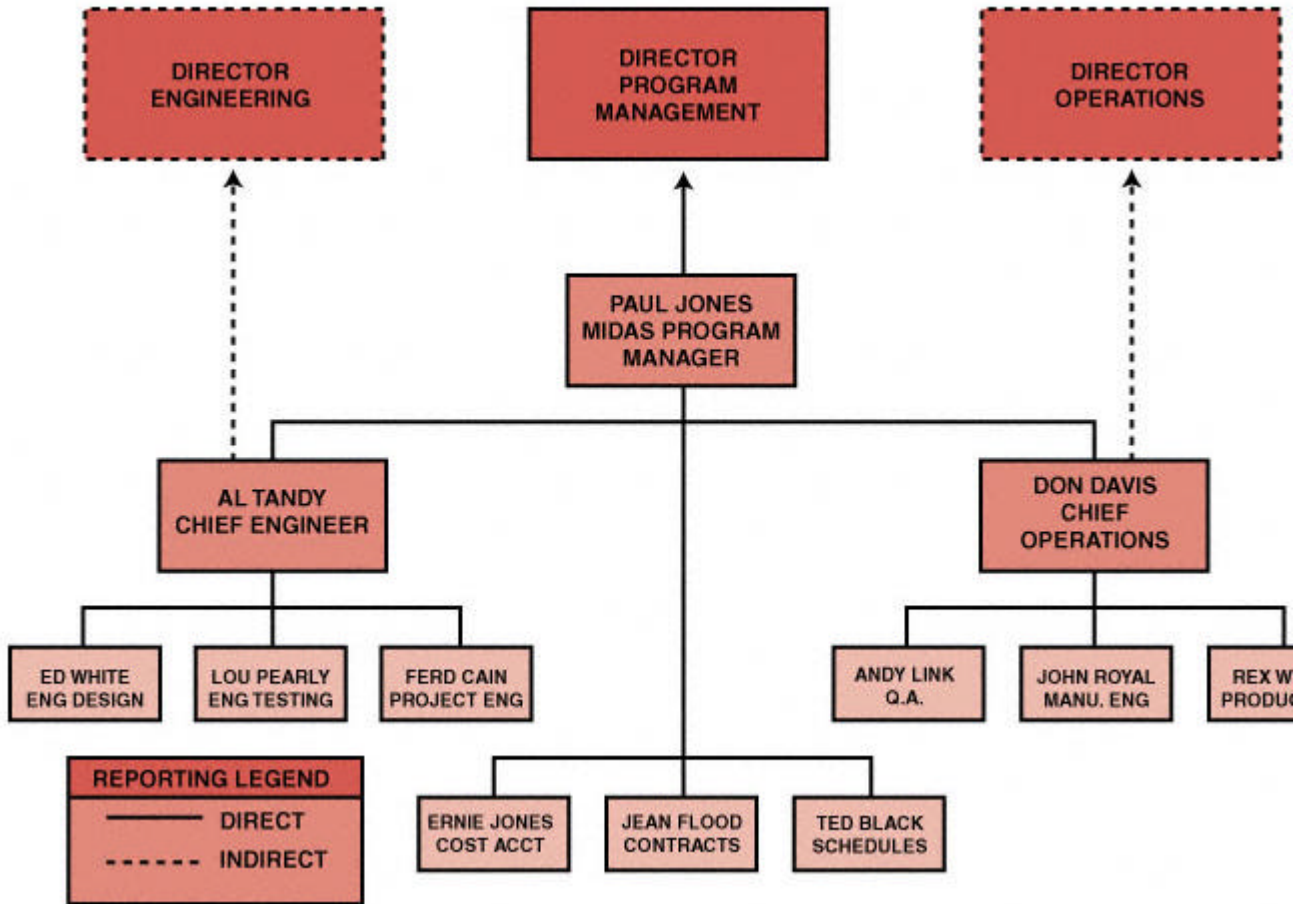 DIRECTOR
ENGINEERING
DIRECTOR
PROGRAM
MANAGEMENT
DIRECTOR
OPERATIONS
PAUL JONES
MIDAS PROGRAM
MANAGER
AL TANDY
CHIEF ENGINEER
DON DAVIS
CHIEF
OPERATIONS
ED WHITE
ENG DESIGN
LOU PEARLY
ENG TESTING
FERD CAIN
PROJECT ENG
ANDY LINK
Q.A.
JOHN ROYAL
MANU. ENG
REX
REPORTING LEGEND
DIRECT
INDIRECT
ERNIE JONES
COST ACCT
JEAN FLOOD
CONTRACTS
TED BLACK
SCHEDULES